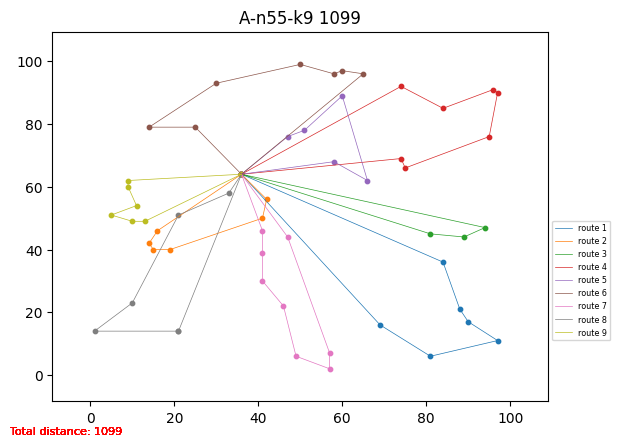 A-n55-k9 1099
100
80
60
40
20
0
0 20 40 60 80 100
route 1
route 2
route 3
route 4
route 5
route 6
route 7
route 8
route 9
Total distance: 1099